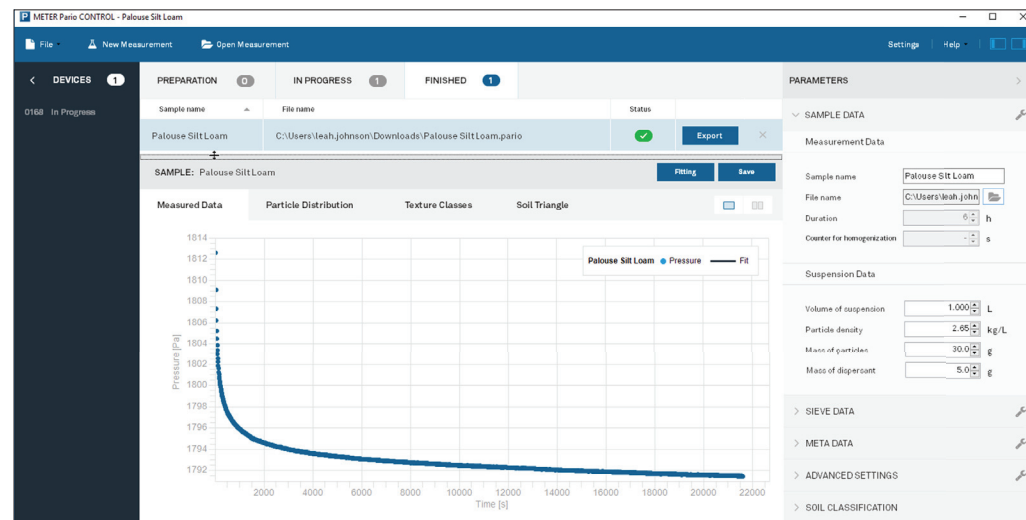 METER Pario CONTROL - Palouse Silt Loam
File New Measurement Open Measurement Settings Help
DEVICES 1
0168 In Progress
PREPARATION 0 IN PROGRESS 1 FINISHED 1
Sample name File name Status
Palouse Silt Loam C:\Users\leah.johnson\Downloads\Palouse Silt Loam.pario Export
SAMPLE: Palouse Silt Loam Fitting Save
Measured Data Particle Distribution Texture Classes Soil Triangle
Palouse Silt Loam Pressure Fit
Pressure [Pa]
1814
1812
1810
1808
1806
1804
1802
1800
1798
1796
1794
1792
2000 4000 6000 8000 10000 12000 14000 16000 18000 20000 22000
Time [s]
PARAMETERS
SAMPLE DATA
Measurement Data
Sample name Palouse Silt Loam
File name C:\Users\leah.john
Duration 6 h
Counter for homogenization - s
Suspension Data
Volume of suspension 1.000 L
Particle density 2.65 kg/L
Mass of particles 30.0 g
Mass of dispersant 5.0 g
SIEVE DATA
META DATA
ADVANCED SETTINGS
SOIL CLASSIFICATION